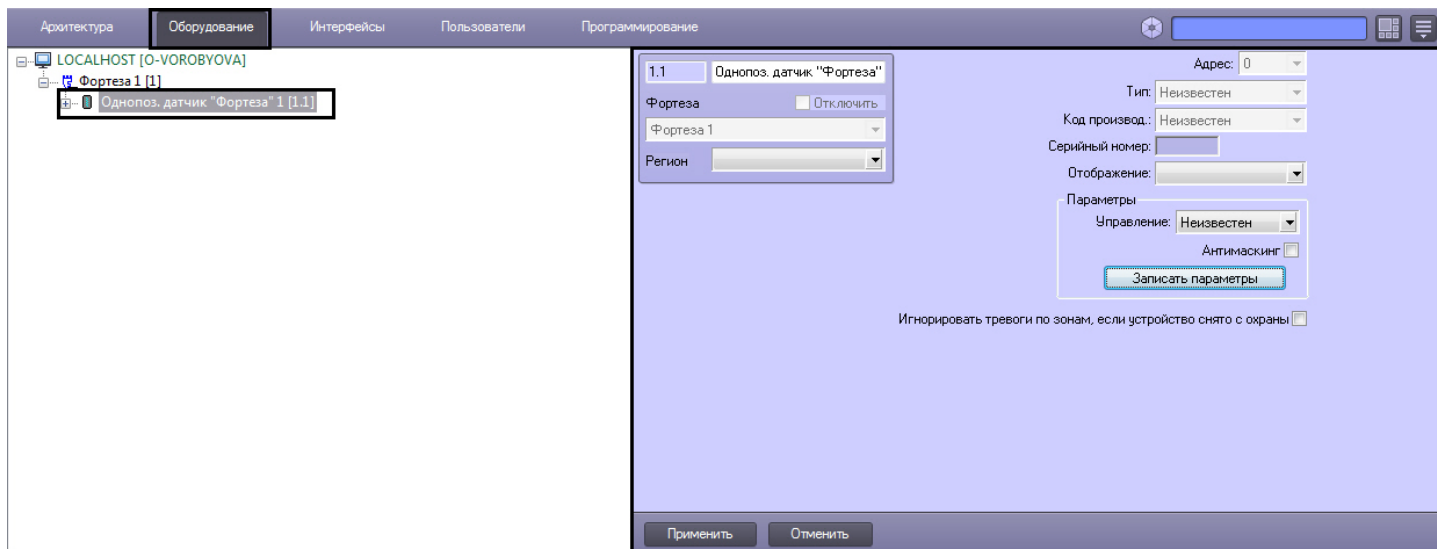 Архитектура Оборудование Интерфейсы Пользователи Программирование
LOCALHOST [O-VOROBYOVA]
Фортеза 1 [1]
Однопоз. датчик "Фортеза" 1 [1.1]
1.1 Однопоз. датчик "Фортеза"
Фортеза Отключить
Фортеза 1
Регион
Адрес: 0
Тип: Неизвестен
Код производ.: Неизвестен
Серийный номер:
Отображение:
Параметры
Управление: Неизвестен
Антимаскинг
Записать параметры
Игнорировать тревоги по зонам, если устройство снято с охраны
Применить Отменить